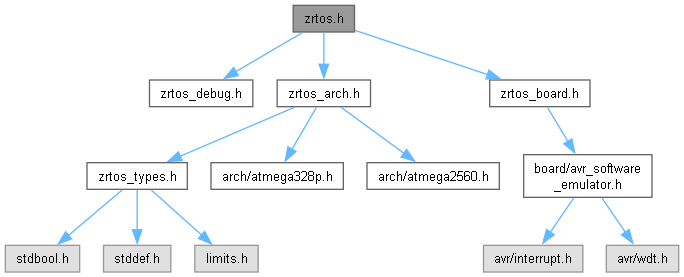 zrtos.h
zrtos_debug.h
zrtos_arch.h
zrtos_board.h
zrtos_types.h
arch/atmega328p.h
arch/atmega2560.h
board/avr_software
_emulator.h
stdbool.h
stddef.h
limits.h
avr/interrupt.h
avr/wdt.h